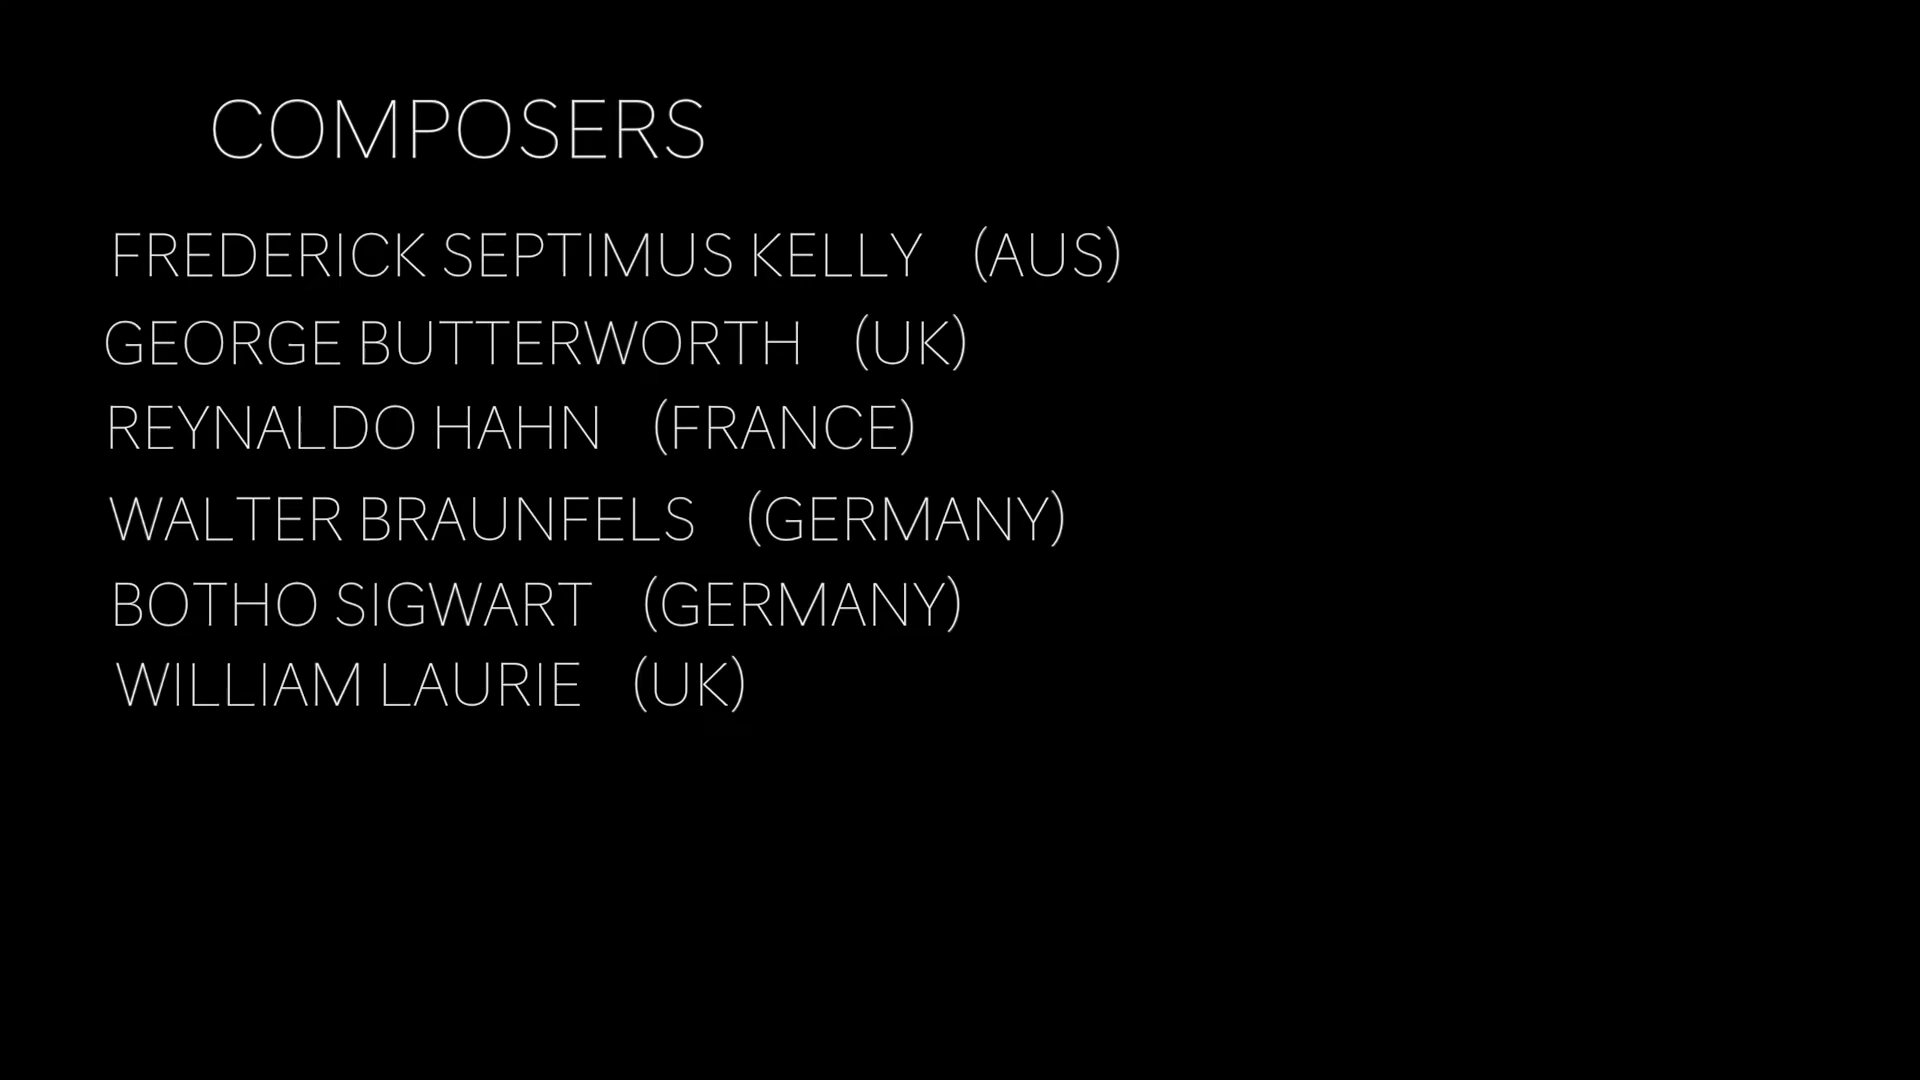 COMPOSERS
FREDERICK SEPTIMUS KELLY (AUS)
GEORGE BUTTERWORTH (UK)
REYNALDO HAHN (FRANCE)
WALTER BRAUNFELS (GERMANY)
BOTHO SIGWART (GERMANY)
WILLIAM LAURIE (UK)